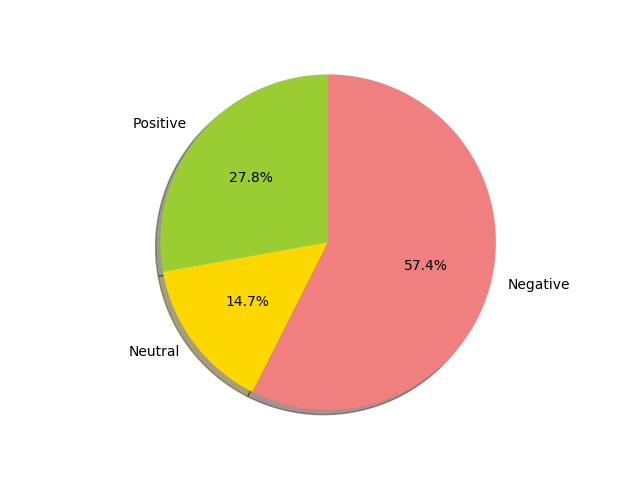 Positive
27.8%
57.4%
Negative
14.7%
Neutral